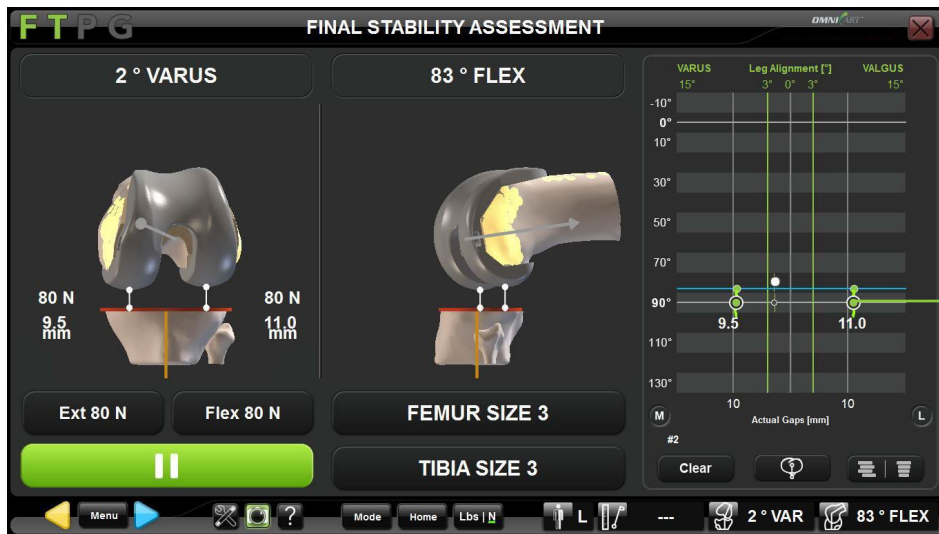 FTPG
FINAL STABILITY ASSESSMENT
OMNIBotics
2 ° VARUS
83 ° FLEX
VARUS Leg Alignment [°] VALGUS
15° 3° 0° 3° 15°
-10°
0°
10°
30°
50°
70°
90°
110°
130°
80 N
9.5
mm
80 N
11.0
mm
9.5 11.0
10 10
M Actual Gaps [mm] L
#2
Ext 80 N
Flex 80 N
FEMUR SIZE 3
TIBIA SIZE 3
Clear
Menu
?
Mode
Home
Lbs | N
L
---
2 ° VAR
83 ° FLEX